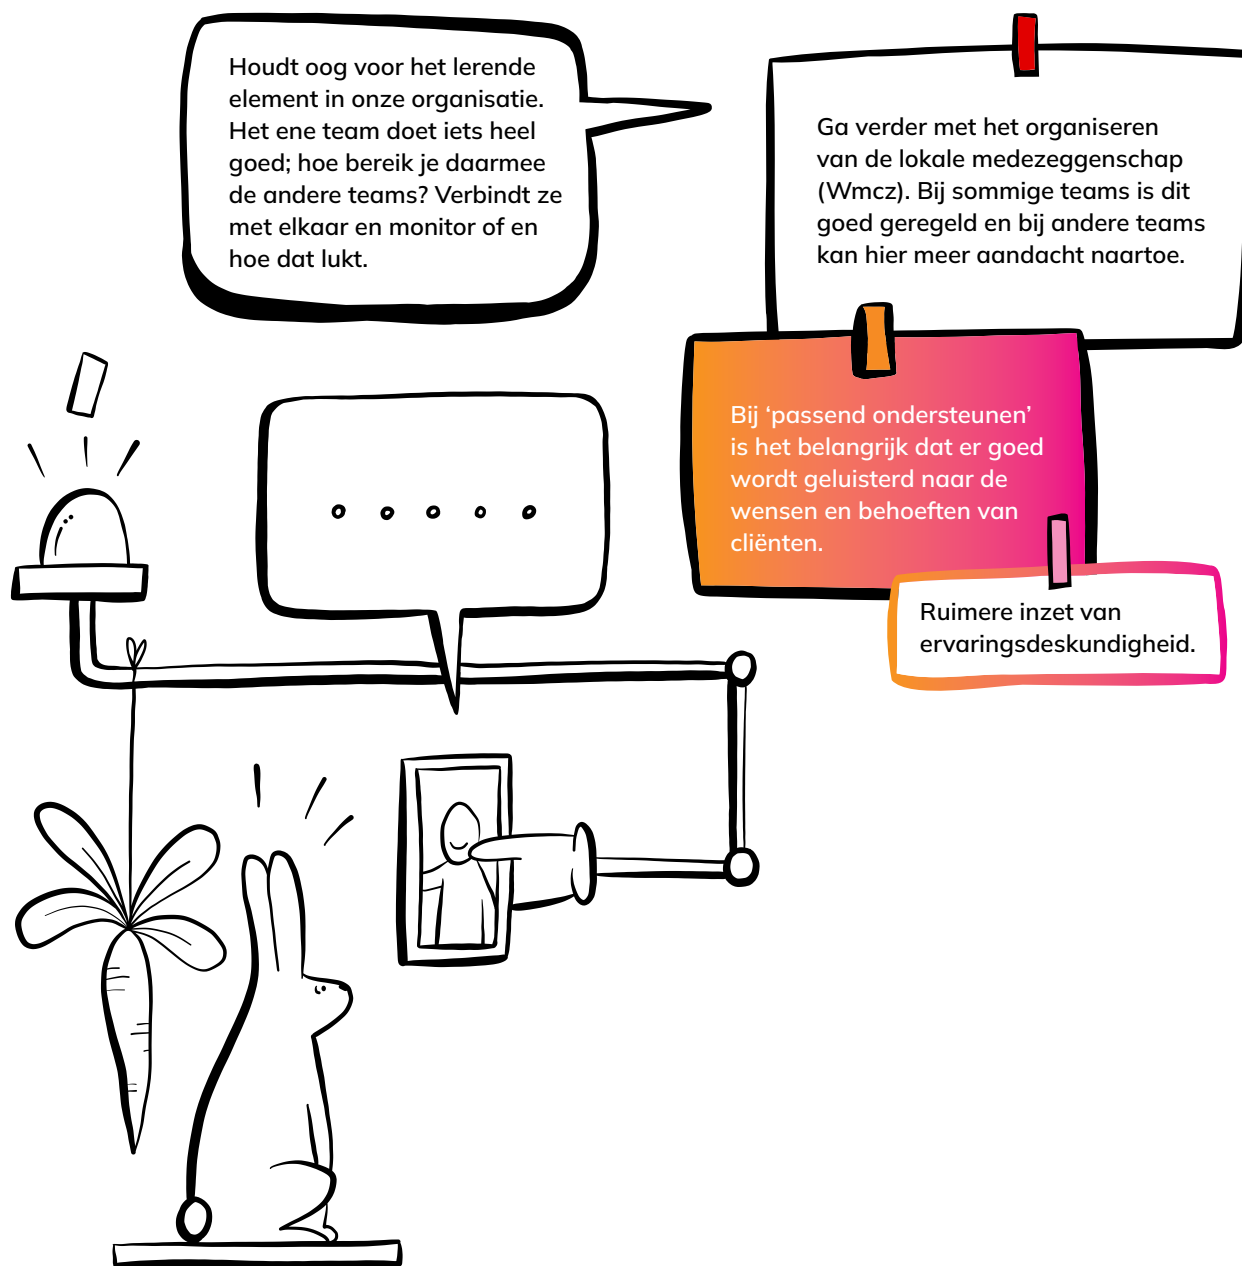 Houdt oog voor het lerende
element in onze organisatie.
Het ene team doet iets heel
goed; hoe bereik je daarmee
de andere teams? Verbindt ze
met elkaar en monitor of en
hoe dat lukt.
Ga verder met het organiseren
van de lokale medezeggenschap
(Wmcz). Bij sommige teams is dit
goed geregeld en bij andere teams
kan hier meer aandacht naartoe.
Bij ‘passend ondersteunen’
is het belangrijk dat er goed
wordt geluisterd naar de
wensen en behoeften van
cliënten.
Ruimere inzet van
ervaringsdeskundigheid.